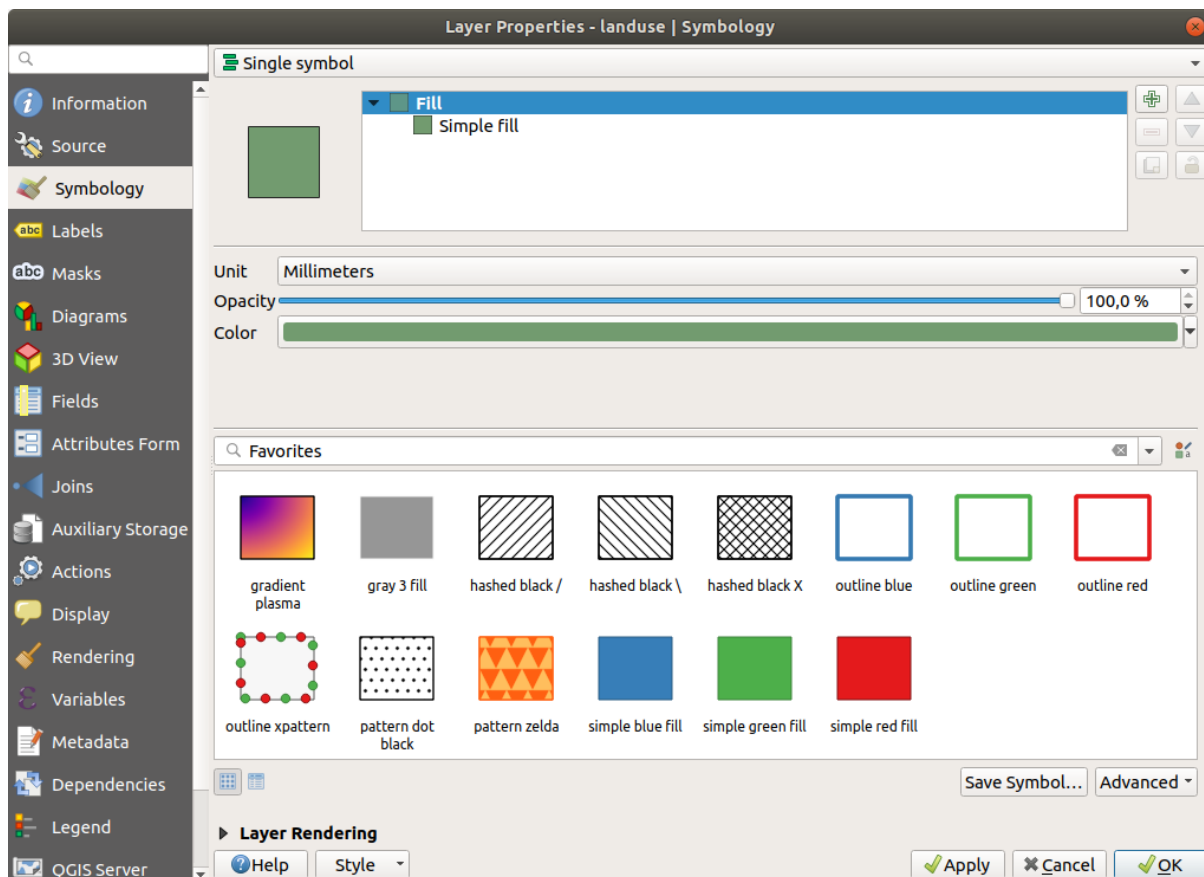 Layer Properties - landuse | Symbology
Single symbol
Information
Source
Symbology
abc Labels
abc Masks
Diagrams
3D View
Fields
Attributes Form
Joins
Auxiliary Storage
Actions
Display
Rendering
Variables
Metadata
Dependencies
Legend
QGIS Server
Fill
Simple fill
Unit Millimeters
Opacity 100,0 %
Color
Favorites
gradient plasma
gray 3 fill
hashed black /
hashed black \
hashed black X
outline blue
outline green
outline red
outline xpattern
pattern dot black
pattern zelda
simple blue fill
simple green fill
simple red fill
Save Symbol... Advanced
Layer Rendering
Help Style Apply Cancel OK